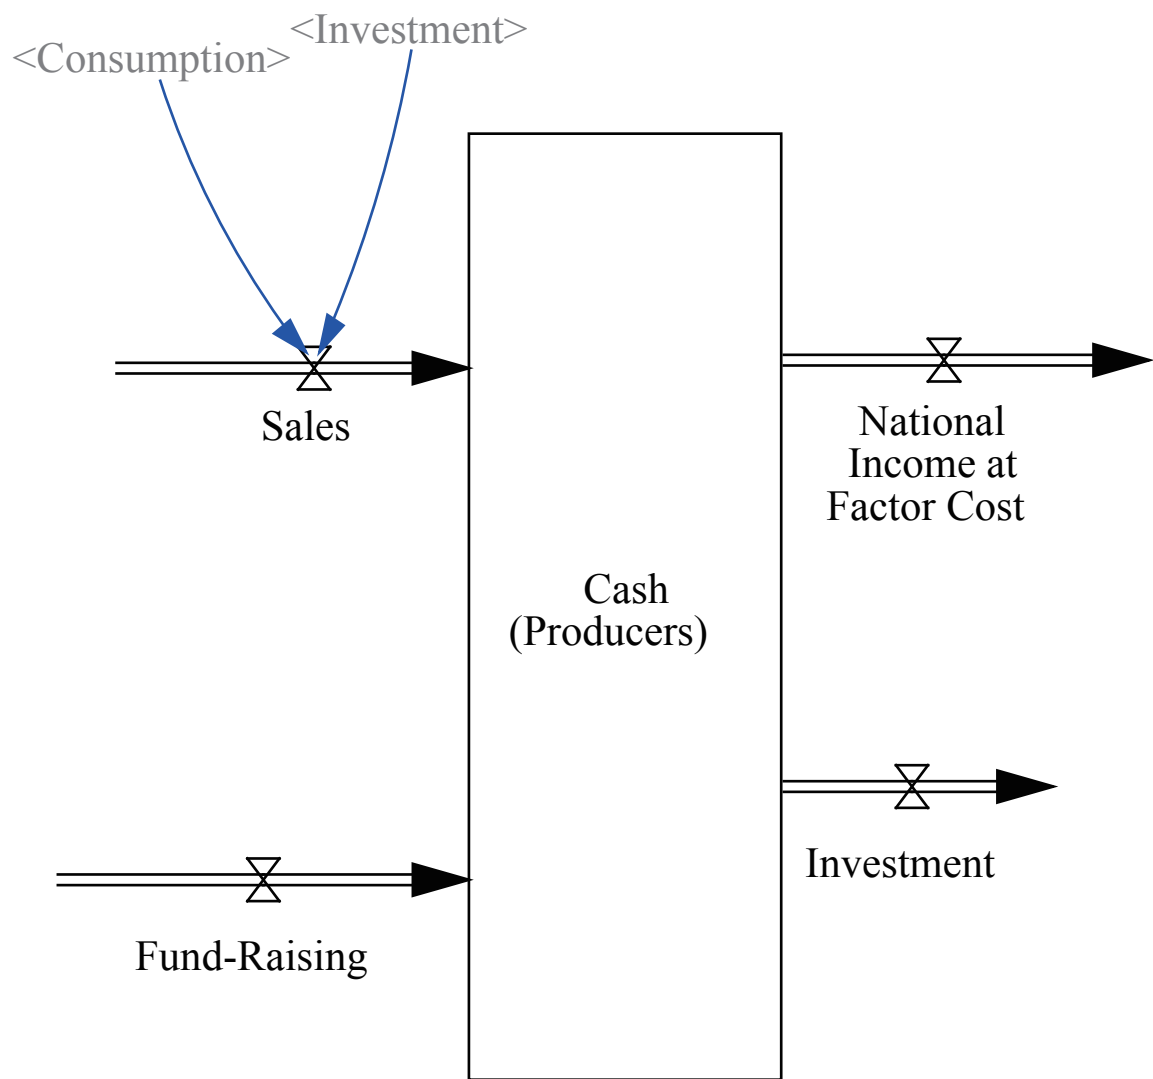 <Consumption>
<Investment>
Sales
National
Income at
Factor Cost
Cash
(Producers)
Investment
Fund-Raising